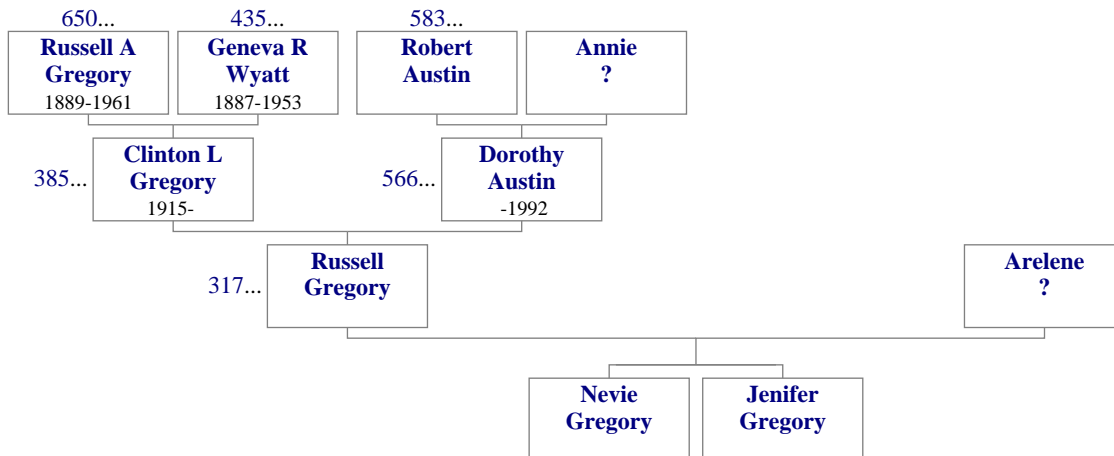 650... 435... 583...
Russell A Geneva R Robert Annie
Gregory Wyatt Austin ?
1889-1961 1887-1953
Clinton L Dorothy
385... Gregory 566... Austin
1915- -1992
Russell Arelene
317... Gregory ?
Nevie Jenifer
Gregory Gregory